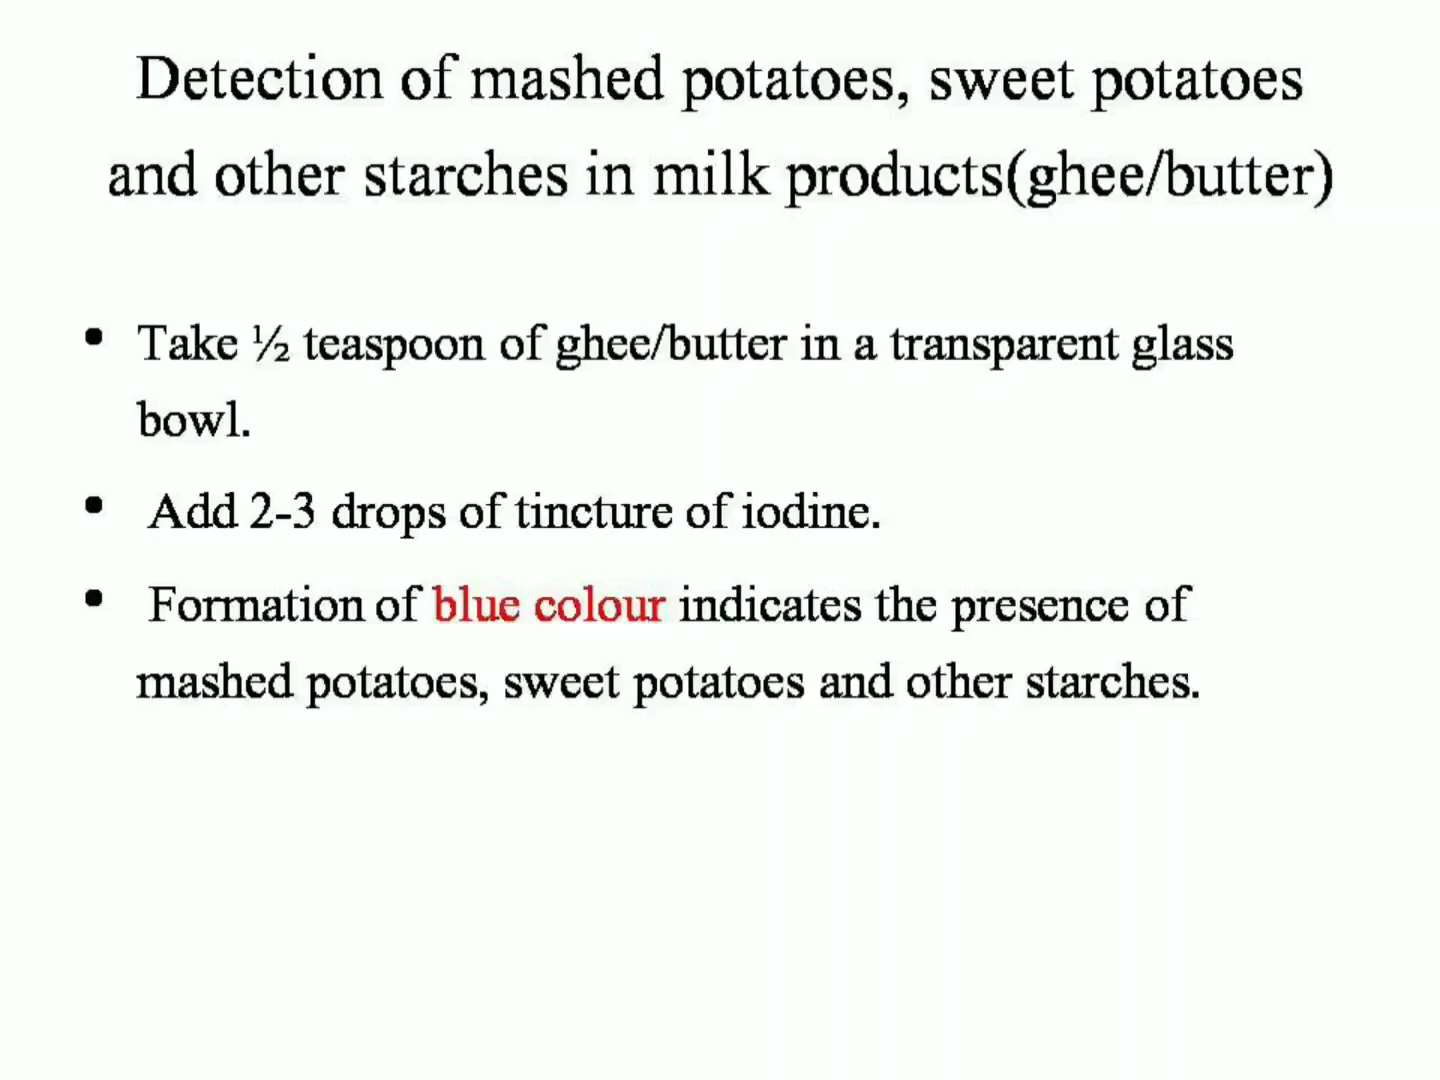 Detection of mashed potatoes, sweet potatoes
and other starches in milk products(ghee/butter)
• Take ½ teaspoon of ghee/butter in a transparent glass
bowl.
• Add 2-3 drops of tincture of iodine.
• Formation of blue colour indicates the presence of
mashed potatoes, sweet potatoes and other starches.